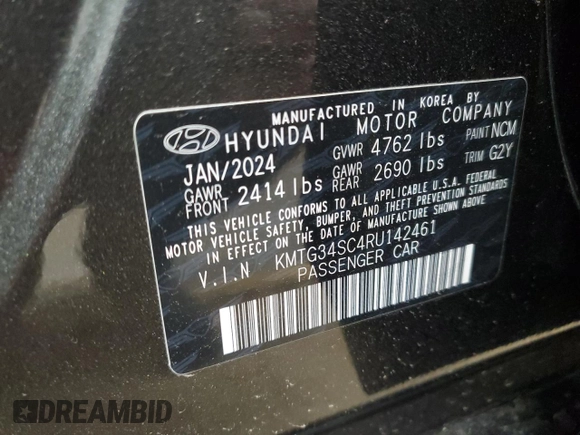 MANUFACTURED IN KOREA BY
HYUNDAI MOTOR COMPANY
JAN/2024 GVWR 4762 lbs PAINT NCM
GAWR FRONT 2414 lbs GAWR REAR 2690 lbs TRIM G2Y
THIS VEHICLE CONFORMS TO ALL APPLICABLE U.S.A. FEDERAL
MOTOR VEHICLE SAFETY, BUMPER, AND THEFT PREVENTION STANDARDS
IN EFFECT ON THE DATE OF MANUFACTURE SHOWN ABOVE
V.I.N KMTG34SC4RU142461
PASSENGER CAR
DREAMBID